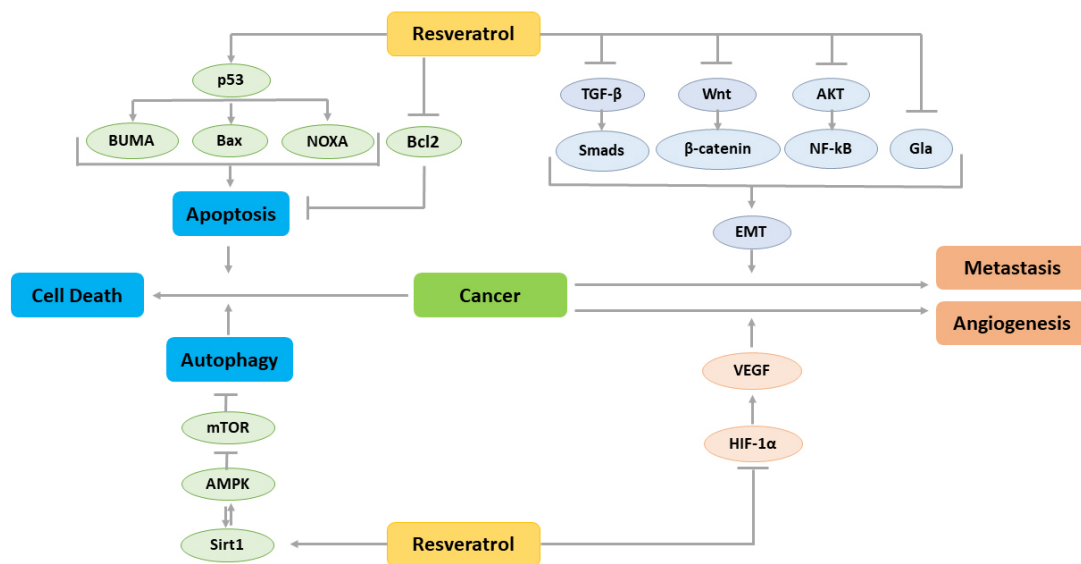 Resveratrol
p53
TGF-β
Wnt
AKT
BUMA
Bax
NOXA
Bcl2
Smads
β-catenin
NF-kB
Gla
Apoptosis
EMT
Metastasis
Cell Death
Cancer
Angiogenesis
Autophagy
VEGF
mTOR
HIF-1α
AMPK
Sirt1
Resveratrol